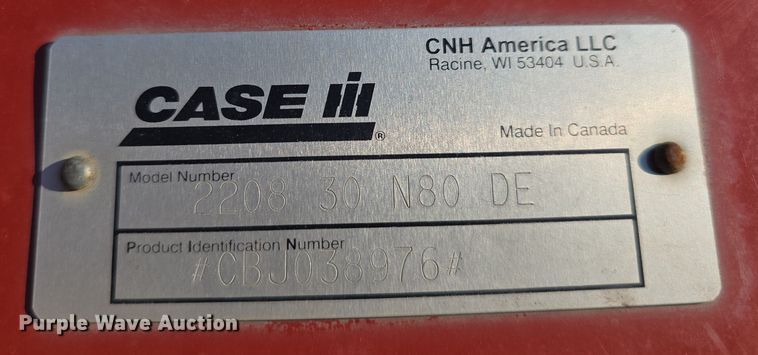 CNH America LLC
Racine, WI 53404 U.S.A.
CASE IH
®
Made In Canada
Model Number
2208 30 N80 DE
Product Identification Number
#CBJ038976#
Purple Wave Auction